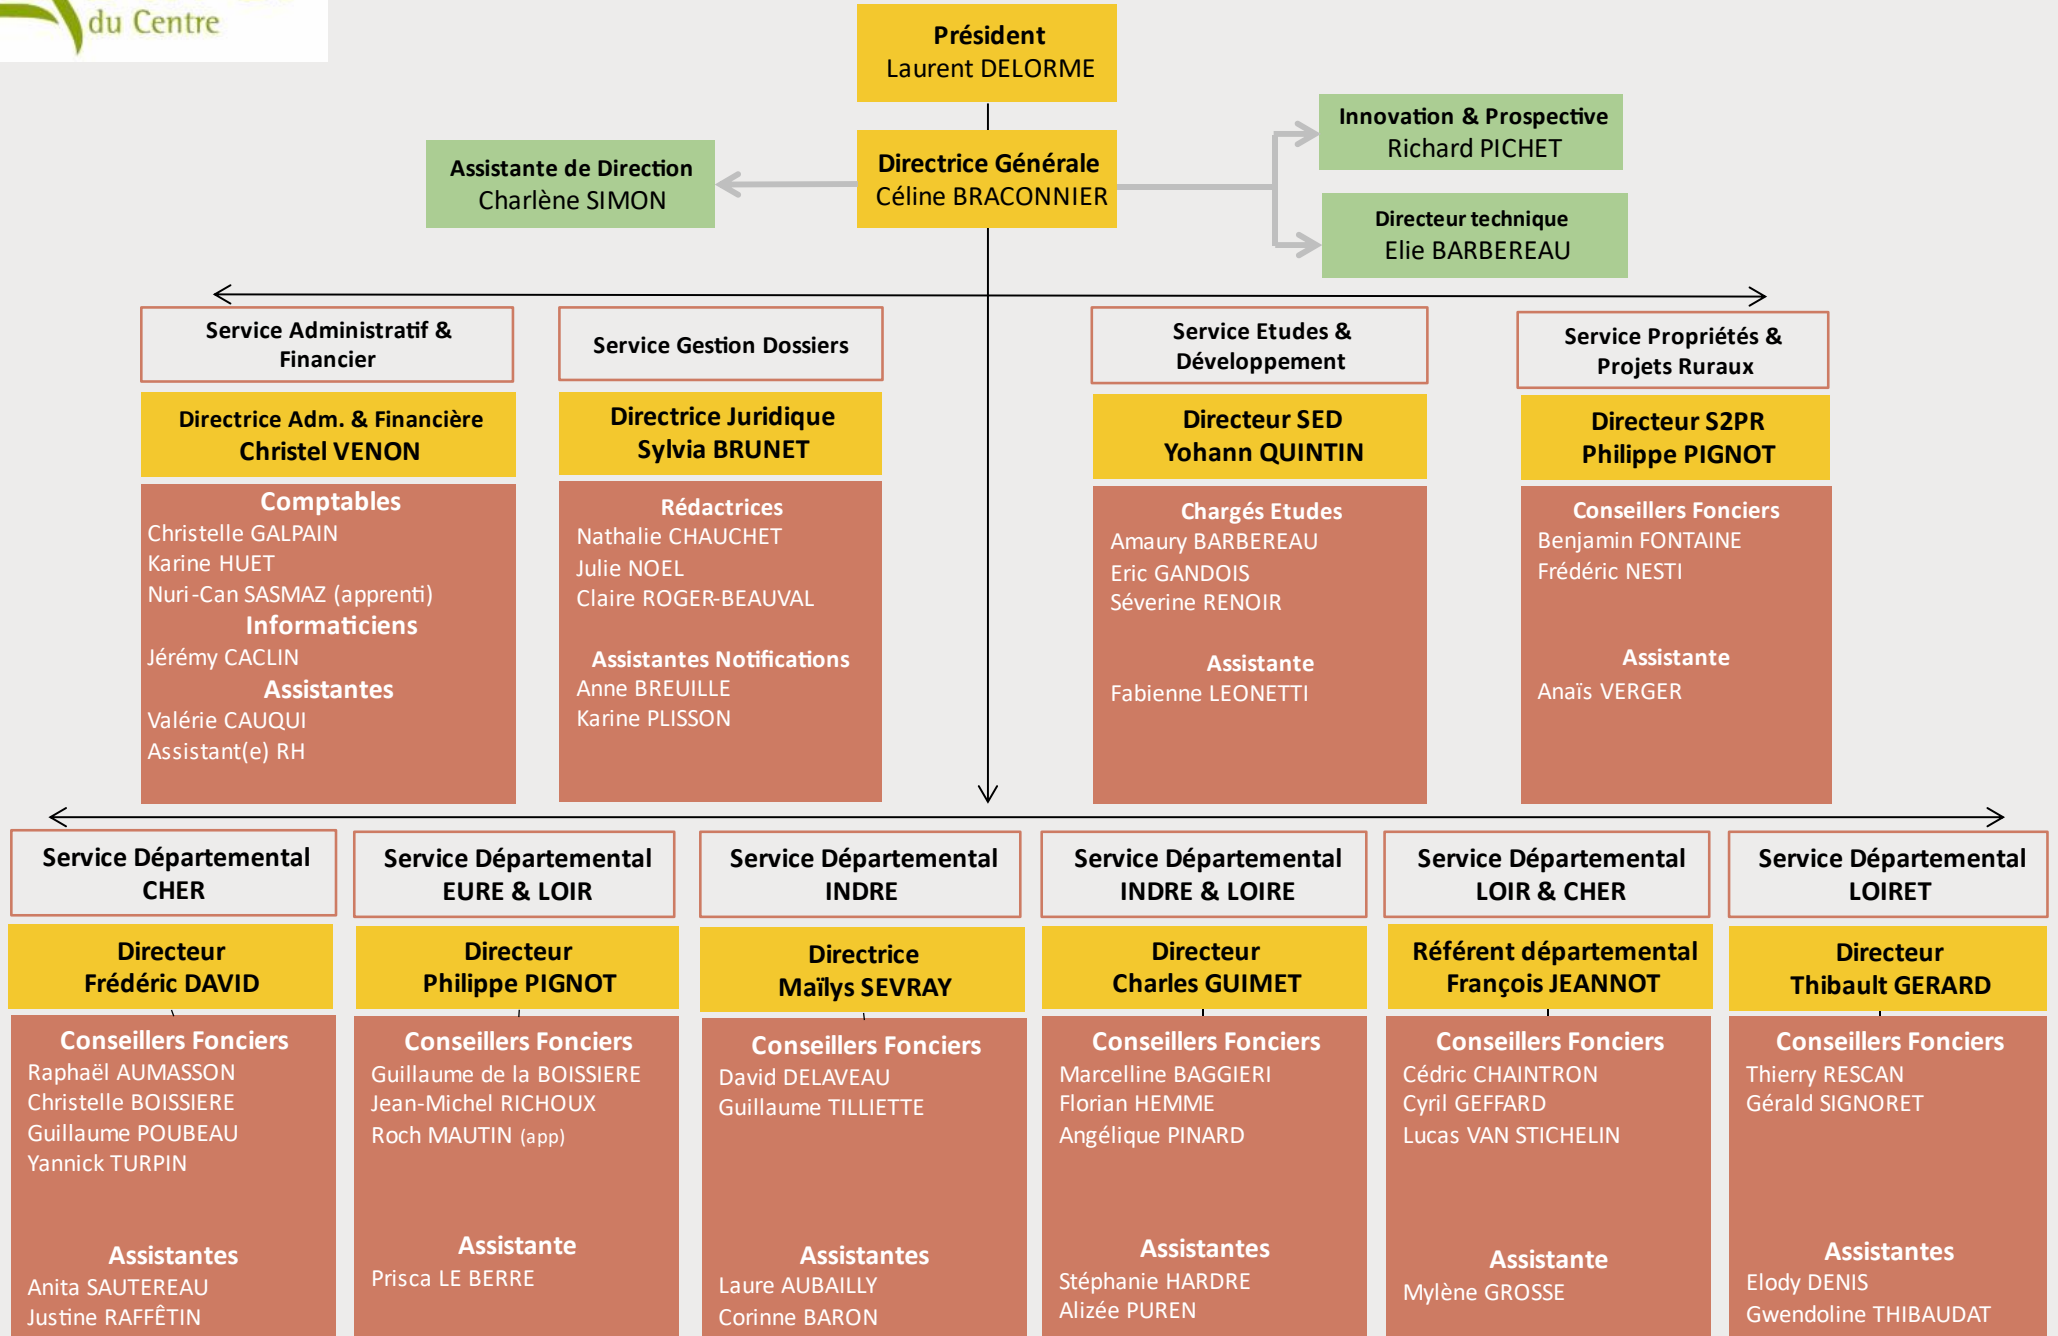 du Centre
Président
Laurent DELORME
Directrice Générale
Céline BRACONNIER
Assistante de Direction
Charlène SIMON
Innovation & Prospective
Richard PICHET
Directeur technique
Elie BARBEREAU
Service Administratif &
Financier
Directrice Adm. & Financière
Christel VENON
Comptables
Christelle GALPAIN
Karine HUET
Nuri-Can SASMAZ (apprenti)
Informaticiens
Jérémy CACLIN
Assistantes
Valérie CAUQUI
Assistant(e) RH
Service Gestion Dossiers
Directrice Juridique
Sylvia BRUNET
Rédactrices
Nathalie CHAUCHET
Julie NOEL
Claire ROGER-BEAUVAL
Assistantes Notifications
Anne BREUILLE
Karine PLISSON
Service Etudes &
Développement
Directeur SED
Yohann QUINTIN
Chargés Etudes
Amaury BARBEREAU
Eric GANDOIS
Séverine RENOIR
Assistante
Fabienne LEONETTI
Service Propriétés &
Projets Ruraux
Directeur S2PR
Philippe PIGNOT
Conseillers Fonciers
Benjamin FONTAINE
Frédéric NESTI
Assistante
Anaïs VERGER
Service Départemental
CHER
Directeur
Frédéric DAVID
Conseillers Fonciers
Raphaël AUMASSON
Christelle BOISSIERE
Guillaume POUBEAU
Yannick TURPIN
Assistantes
Anita SAUTEREAU
Justine RAFFÊTIN
Service Départemental
EURE & LOIR
Directeur
Philippe PIGNOT
Conseillers Fonciers
Guillaume de la BOISSIERE
Jean-Michel RICHOUX
Roch MAUTIN (app)
Assistante
Prisca LE BERRE
Service Départemental
INDRE
Directrice
Maïlys SEVRAY
Conseillers Fonciers
David DELAVEAU
Guillaume TILLIETTE
Assistantes
Laure AUBAILLY
Corinne BARON
Service Départemental
INDRE & LOIRE
Directeur
Charles GUIMET
Conseillers Fonciers
Marcelline BAGGIERI
Florian HEMME
Angélique PINARD
Assistantes
Stéphanie HARDRE
Alizée PUREN
Service Départemental
LOIR & CHER
Référent départemental
François JEANNOT
Conseillers Fonciers
Cédric CHAINTRON
Cyril GEFFARD
Lucas VAN STICHELIN
Assistante
Mylène GROSSE
Service Départemental
LOIRET
Directeur
Thibault GERARD
Conseillers Fonciers
Thierry RESCAN
Gérald SIGNORET
Assistantes
Elody DENIS
Gwendoline THIBAUDAT